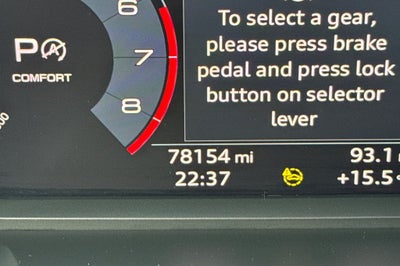 6
7
8
P
COMFORT
To select a gear,
please press brake
pedal and press lock
button on selector
lever
78154 mi
93.1
22:37
+15.5